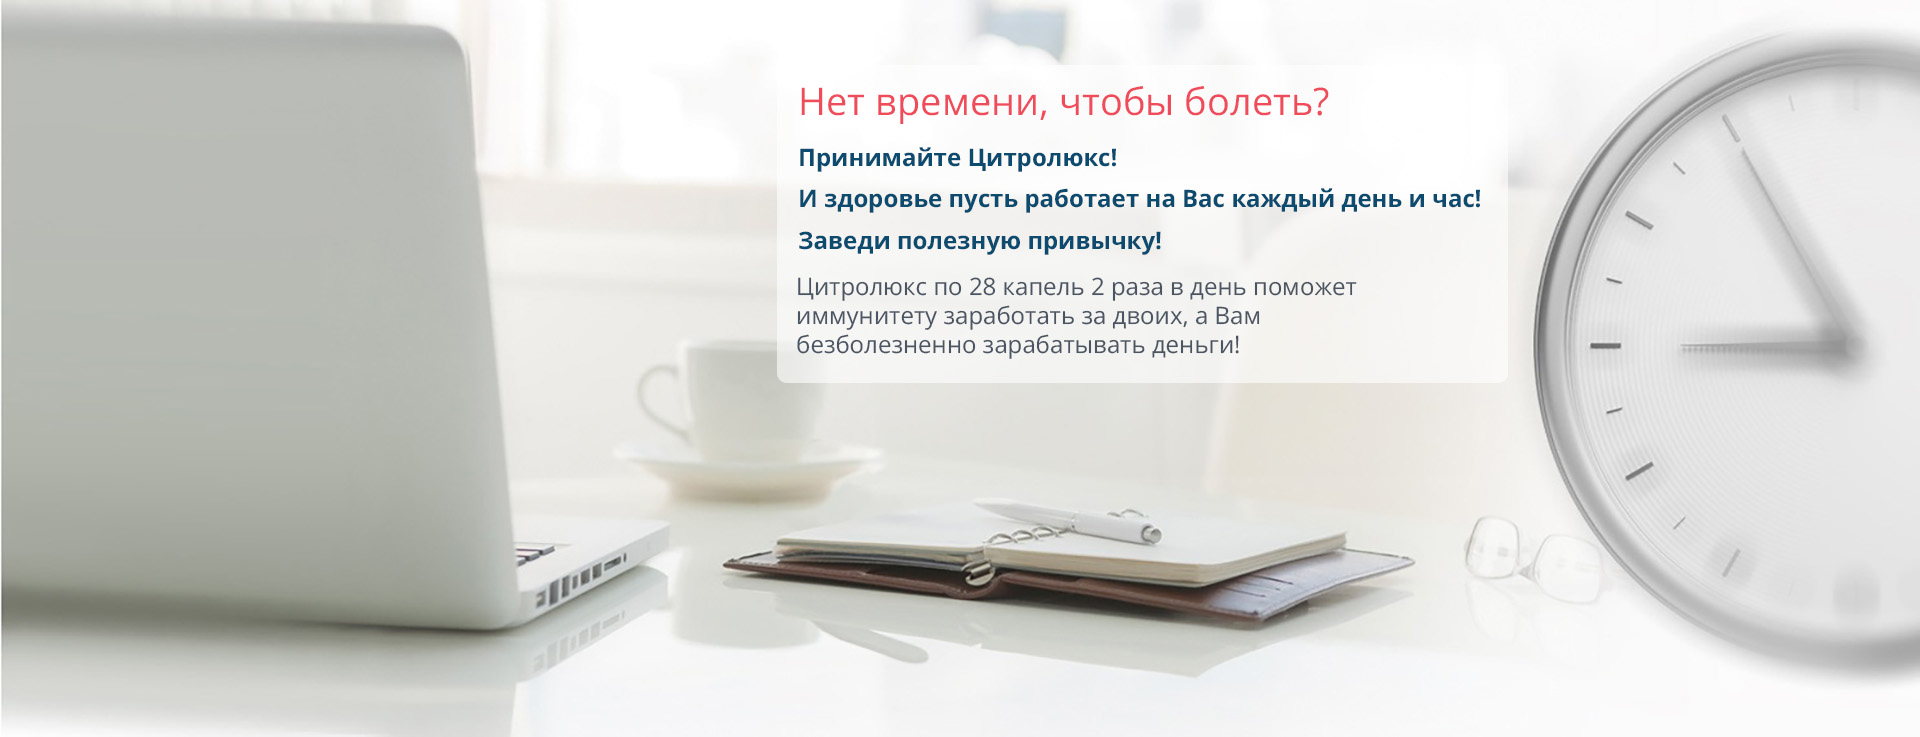 Нет времени, чтобы болеть?
Принимайте Цитролюкс!
И здоровье пусть работает на Вас каждый день и час!
Заведи полезную привычку!
Цитролюкс по 28 капель 2 раза в день поможет
иммунитету заработать за двоих, а Вам
безболезненно зарабатывать деньги!